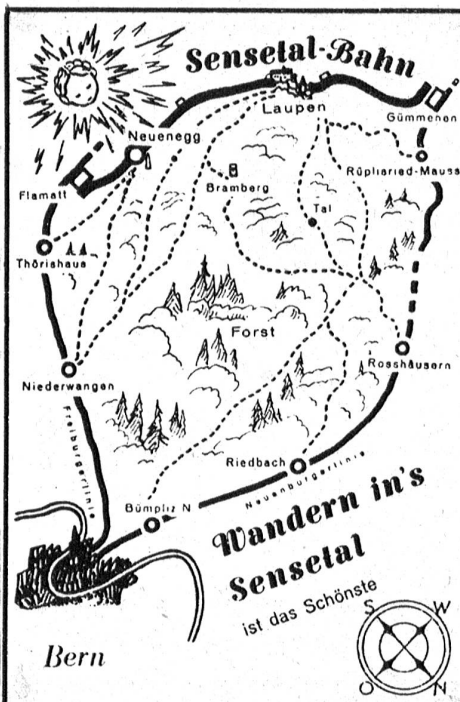 Sensetal-Bahn
Laupen
Gümmenen
Neuenegg
Flamatt
Bramberg
Rüplisried-Mauss
Tal
Thörishaus
Forst
Rosshäusern
Niederwangen
Freiburgerlinie
Riedbach
Neuenburgerlinie
Bümpliz N
Wandern in's
Sensetal
ist das Schönste
Bern
S W
O N